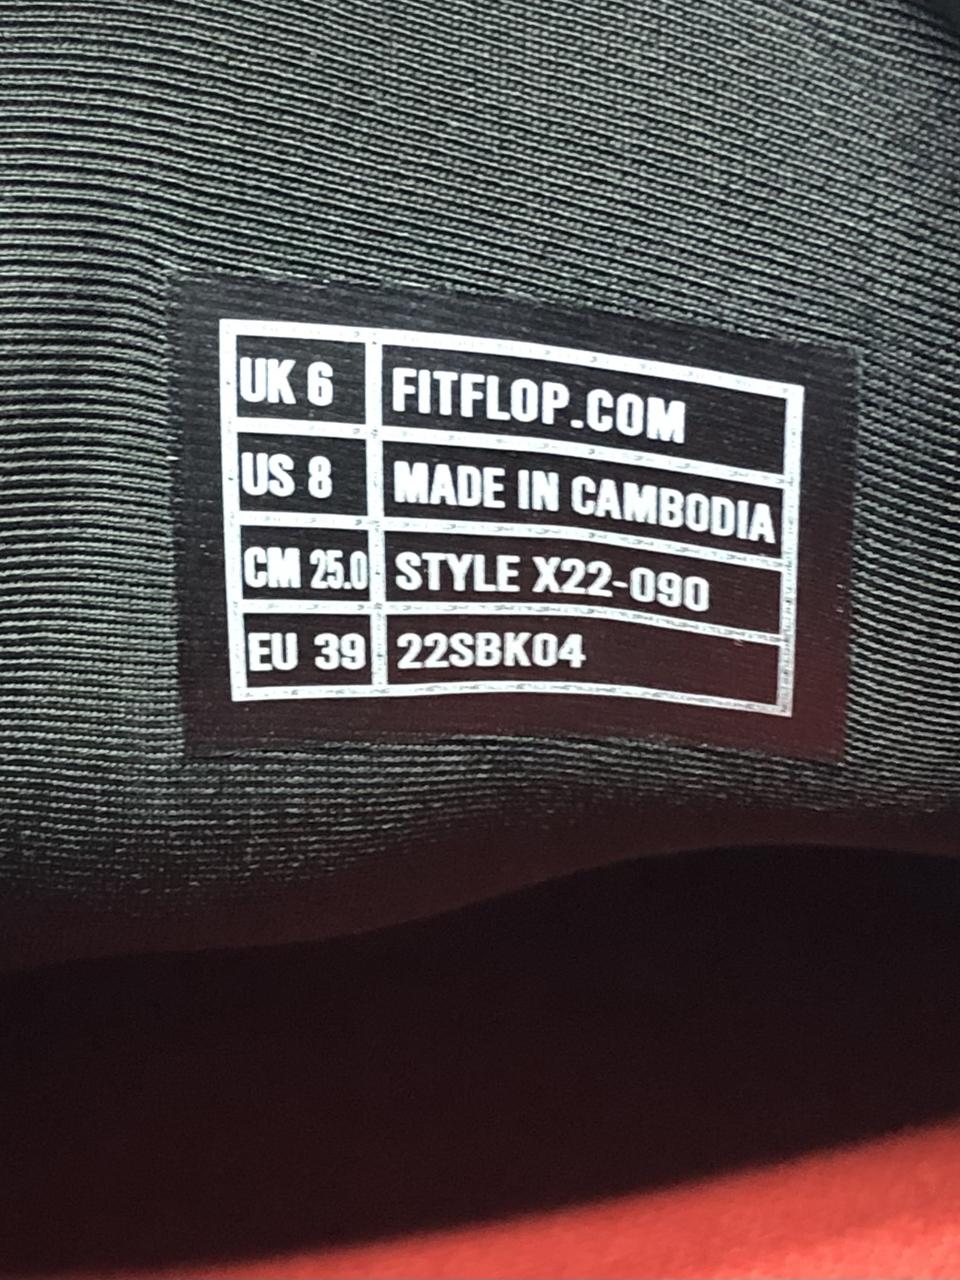 UK 6 FITFLOP.COM
US 8 MADE IN CAMBODIA
CM 25.0 STYLE X22-090
EU 39 22SBK04